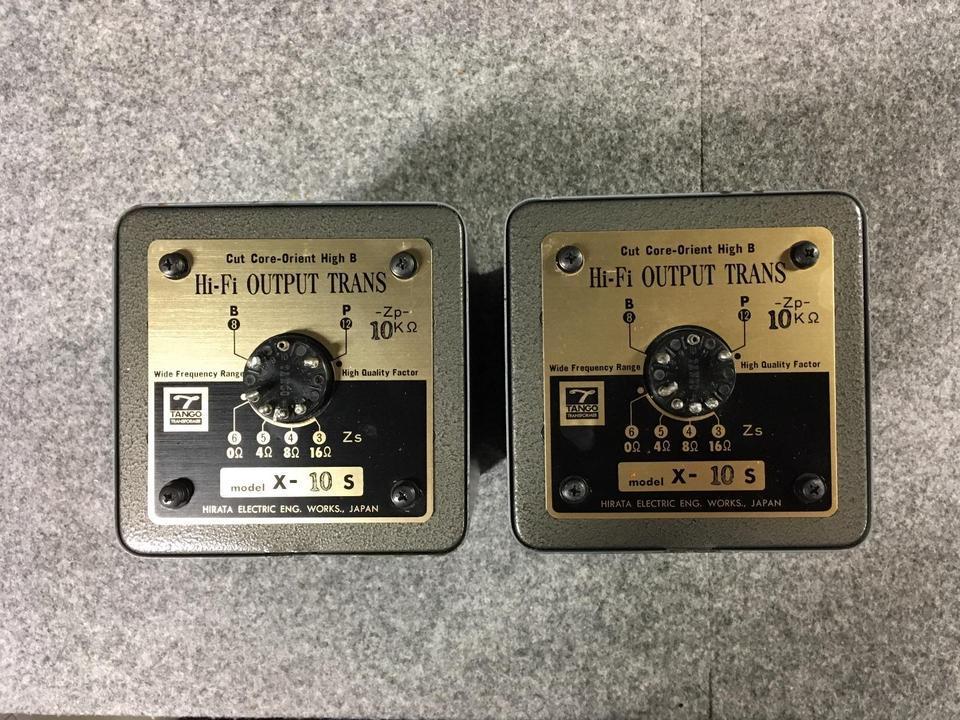 Cut Core-Orient High B
Hi-Fi OUTPUT TRANS
B P -Zp-
8 12 10KΩ
Wide Frequency Range High Quality Factor
TANGO
TRANSFORMER
6 5 4 3 Zs
0Ω 4Ω 8Ω 16Ω
model X-10 S
HIRATA ELECTRIC ENG. WORKS., JAPAN
Cut Core-Orient High B
Hi-Fi OUTPUT TRANS
B P -Zp-
8 12 10KΩ
Wide Frequency Range High Quality Factor
TANGO
TRANSFORMER
6 5 4 3 Zs
0Ω 4Ω 8Ω 16Ω
model X-10 S
HIRATA ELECTRIC ENG. WORKS., JAPAN